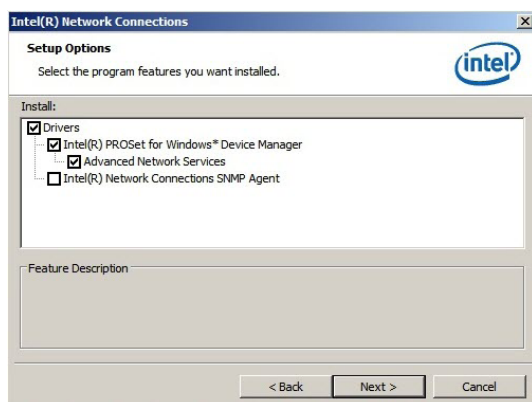 Intel(R) Network Connections
Setup Options
Select the program features you want installed.
intel
Install:
Drivers
Intel(R) PROSet for Windows* Device Manager
Advanced Network Services
Intel(R) Network Connections SNMP Agent
Feature Description
< Back
Next >
Cancel